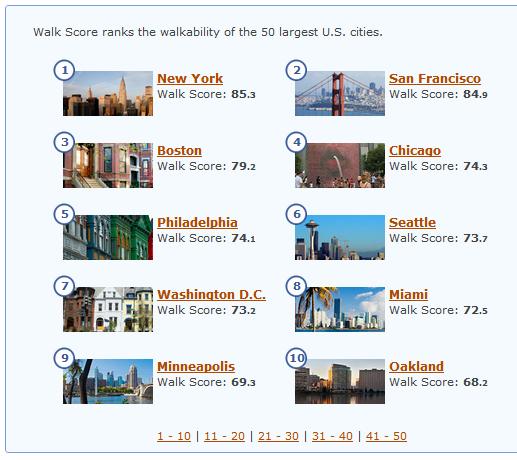 Walk Score ranks the walkability of the 50 largest U.S. cities.
1
New York
Walk Score: 85.3
2
San Francisco
Walk Score: 84.9
3
Boston
Walk Score: 79.2
4
Chicago
Walk Score: 74.3
5
Philadelphia
Walk Score: 74.1
6
Seattle
Walk Score: 73.7
7
Washington D.C.
Walk Score: 73.2
8
Miami
Walk Score: 72.5
9
Minneapolis
Walk Score: 69.3
10
Oakland
Walk Score: 68.2
1 - 10 | 11 - 20 | 21 - 30 | 31 - 40 | 41 - 50